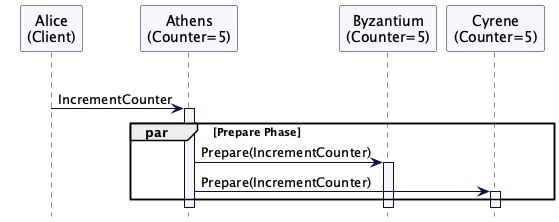 Alice
(Client)
Athens
(Counter=5)
Byzantium
(Counter=5)
Cyrene
(Counter=5)
IncrementCounter
par
[Prepare Phase]
Prepare(IncrementCounter)
Prepare(IncrementCounter)